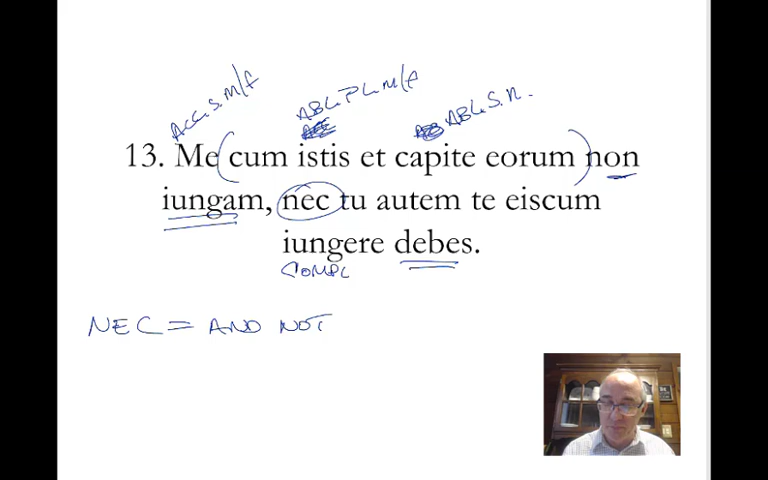 ACC. S. M/F
ABL. PL. M/F
ABL. S. N.
13. Me cum istis et capite eorum non
iungam, nec tu autem te eiscum
iungere debes.
COMPL
NEC = AND NOT